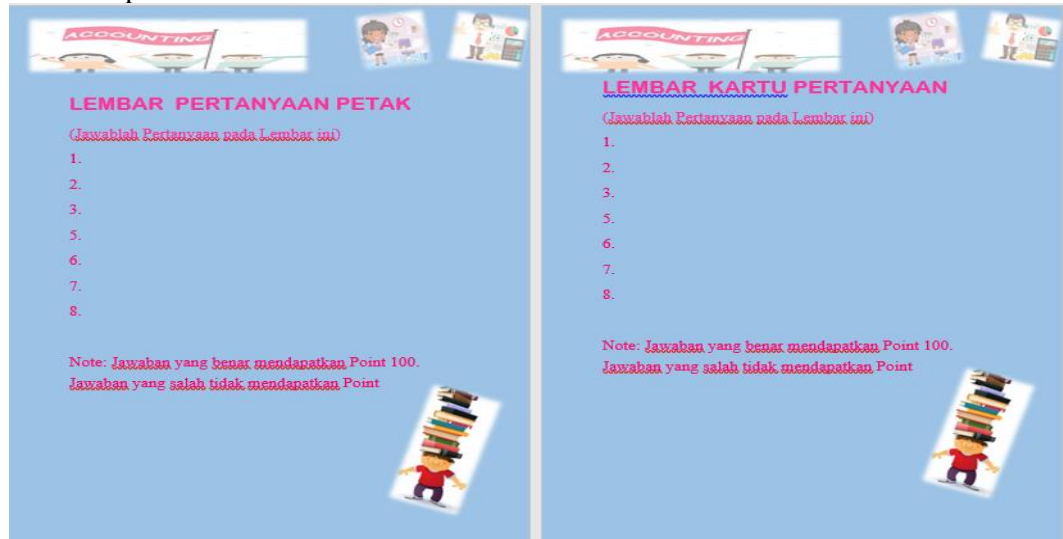 ACCOUNTING
LEMBAR PERTANYAAN PETAK
(Jawablah Pertanyaan pada Lembar ini)
1.
2.
3.
5.
6.
7.
8.
Note: Jawaban yang benar mendapatkan Point 100.
Jawaban yang salah tidak mendapatkan Point
ACCOUNTING
LEMBAR KARTU PERTANYAAN
(Jawablah Pertanyaan pada Lembar ini)
1.
2.
3.
5.
6.
7.
8.
Note: Jawaban yang benar mendapatkan Point 100.
Jawaban yang salah tidak mendapatkan Point